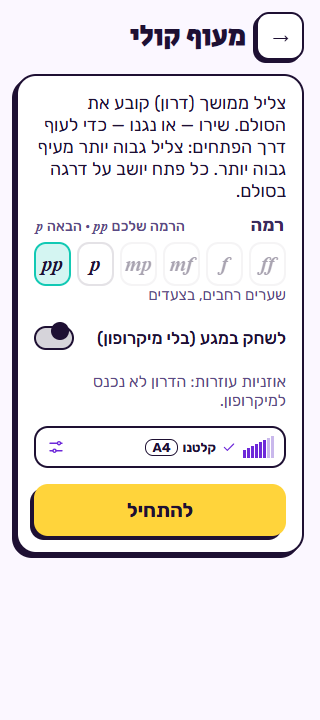 → מעוף קולי
צליל ממושך (דרון) קובע את
הסולם. שירו — או נגנו — כדי לעוף
דרך הפתחים: צליל גבוה יותר מעיף
גבוה יותר. כל פתח יושב על דרגה
בסולם.
רמה הרמה שלכם pp • הבאה p
ff f mf mp p pp
שערים רחבים, בצעדים
לשחק במגע (בלי מיקרופון)
אוזניות עוזרות: הדרון לא נכנס
למיקרופון.
✓ קלטנו A4
להתחיל